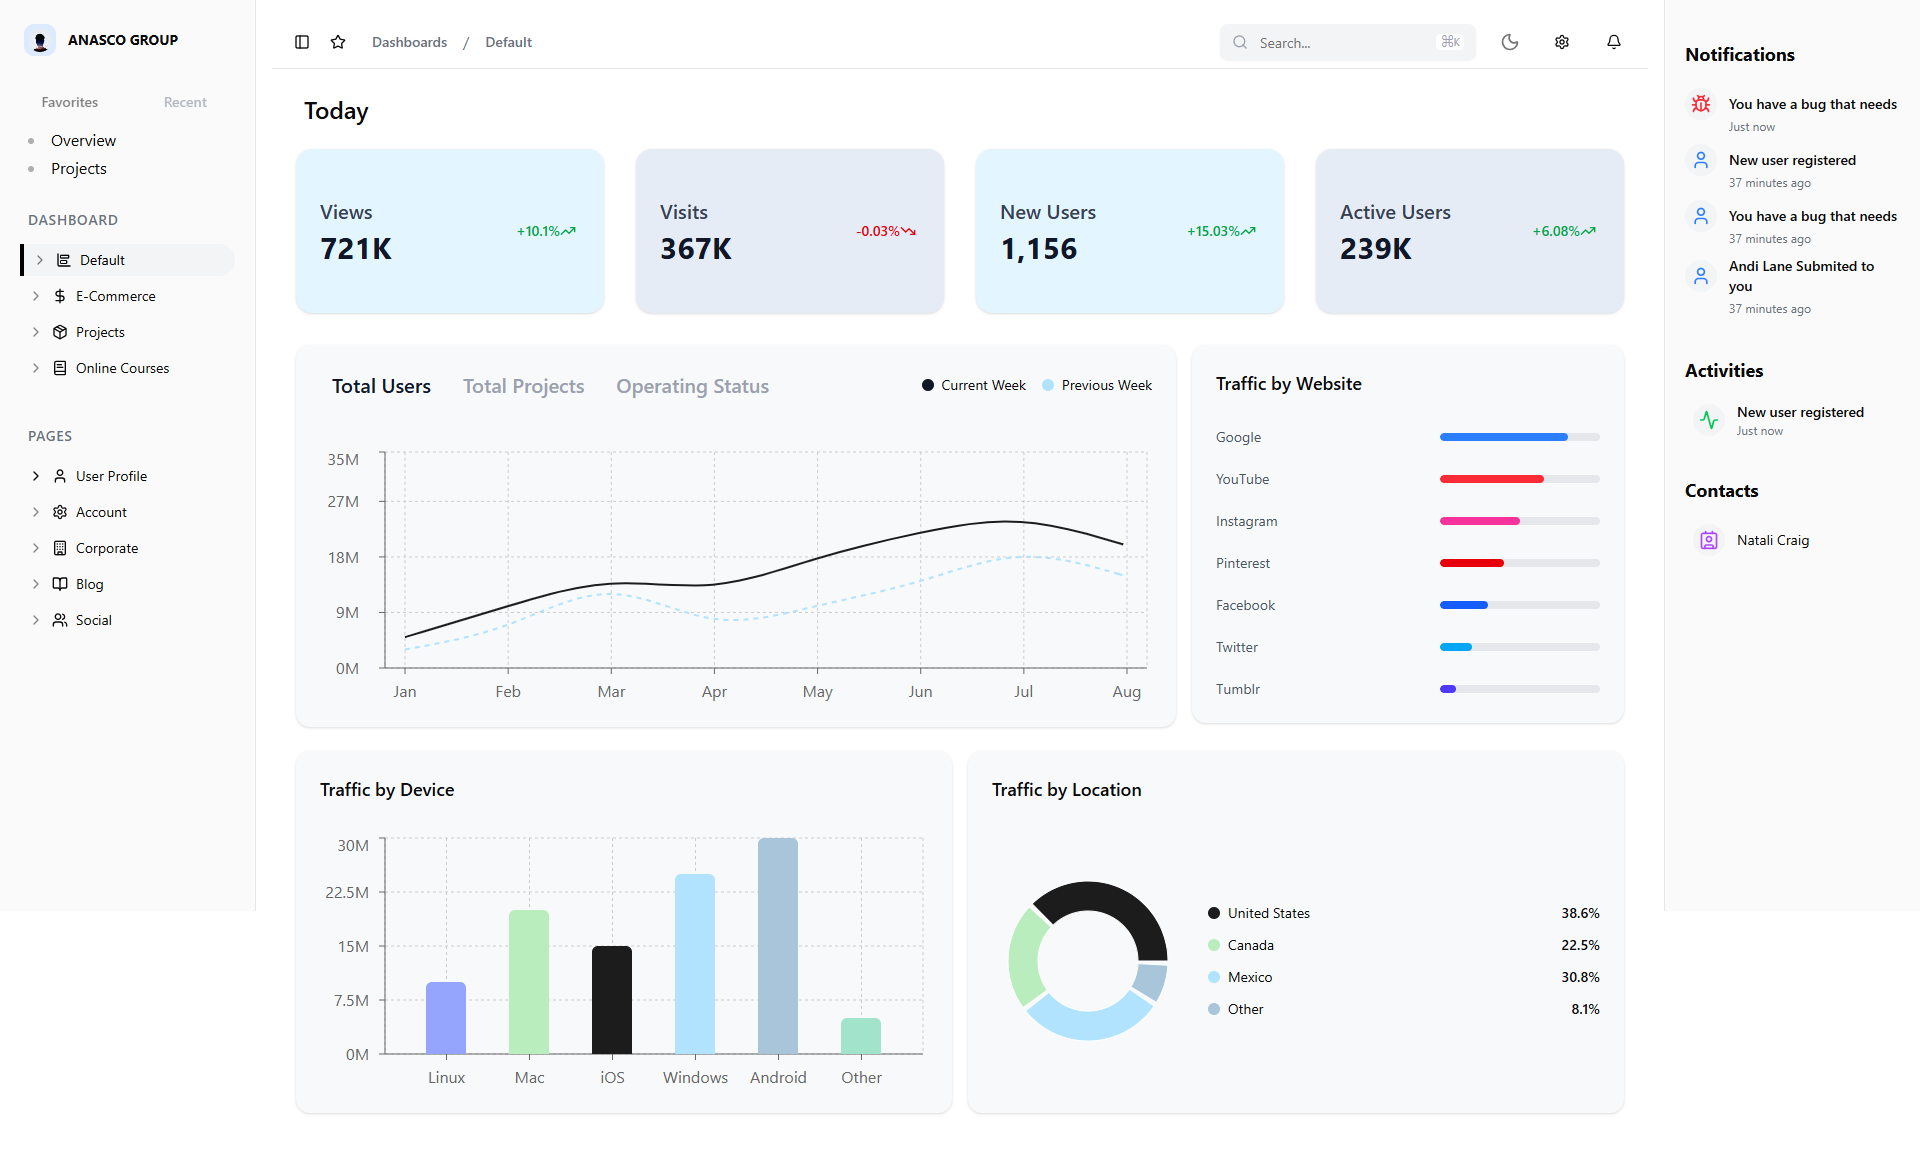 ANASCO GROUP
Favorites
Recent
Overview
Projects
DASHBOARD
Default
E-Commerce
Projects
Online Courses
PAGES
User Profile
Account
Corporate
Blog
Social
Dashboards / Default
Search...
⌘K
Today
Views
721K
+10.1%
Visits
367K
-0.03%
New Users
1,156
+15.03%
Active Users
239K
+6.08%
Total Users
Total Projects
Operating Status
Current Week
Previous Week
35M
27M
18M
9M
0M
Jan
Feb
Mar
Apr
May
Jun
Jul
Aug
Traffic by Website
Google
YouTube
Instagram
Pinterest
Facebook
Twitter
Tumblr
Traffic by Device
30M
22.5M
15M
7.5M
0M
Linux
Mac
iOS
Windows
Android
Other
Traffic by Location
United States 38.6%
Canada 22.5%
Mexico 30.8%
Other 8.1%
Notifications
You have a bug that needs
Just now
New user registered
37 minutes ago
You have a bug that needs
37 minutes ago
Andi Lane Submited to
you
37 minutes ago
Activities
New user registered
Just now
Contacts
Natali Craig